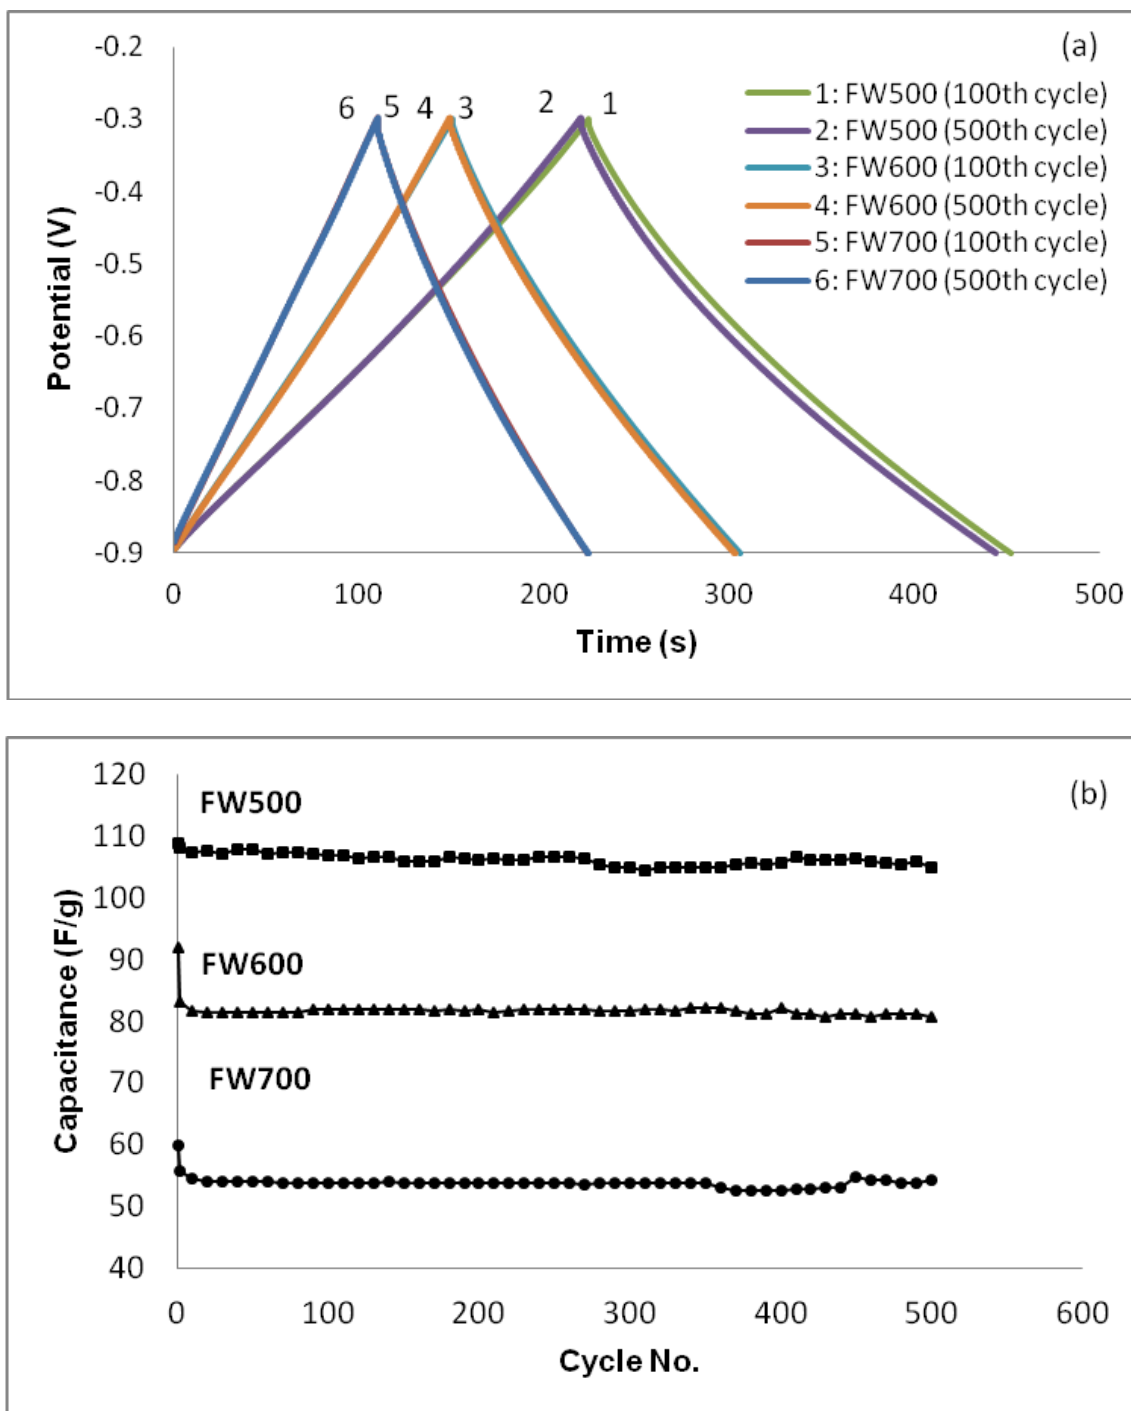 (a)
-0.2
-0.3
-0.4
-0.5
-0.6
-0.7
-0.8
-0.9
Potential (V)
6 5 4 3 2 1
1: FW500 (100th cycle)
2: FW500 (500th cycle)
3: FW600 (100th cycle)
4: FW600 (500th cycle)
5: FW700 (100th cycle)
6: FW700 (500th cycle)
0 100 200 300 400 500
Time (s)
(b)
120
110
100
90
80
70
60
50
40
Capacitance (F/g)
FW500
FW600
FW700
0 100 200 300 400 500 600
Cycle No.